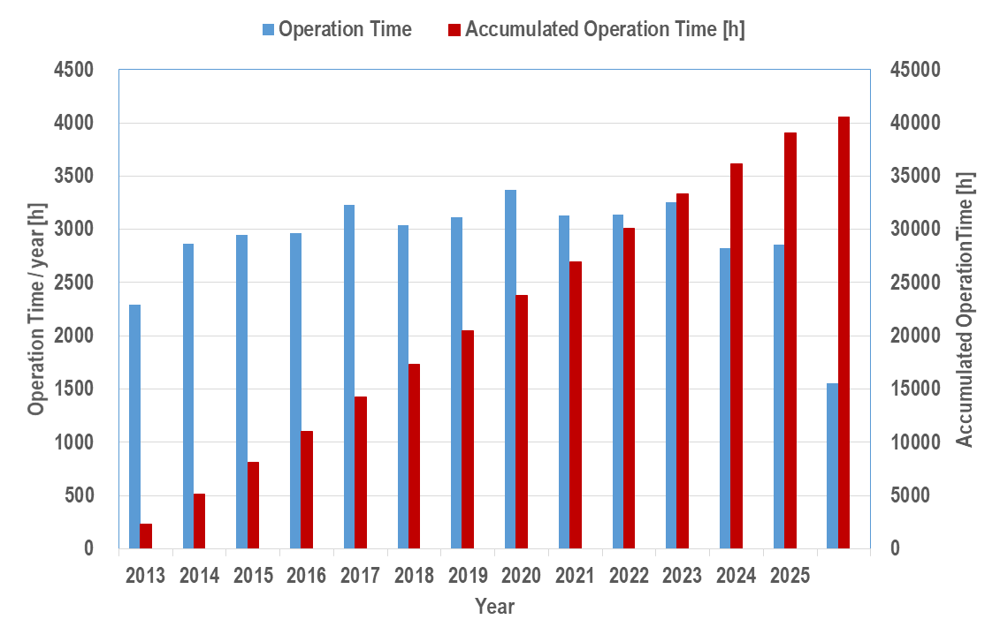 Operation Time Accumulated Operation Time [h]
4500 45000
4000 40000
3500 35000
3000 30000
2500 25000
2000 20000
1500 15000
1000 10000
500 5000
0 0
Operation Time / year [h]
Accumulated OperationTime [h]
2013 2014 2015 2016 2017 2018 2019 2020 2021 2022 2023 2024 2025
Year